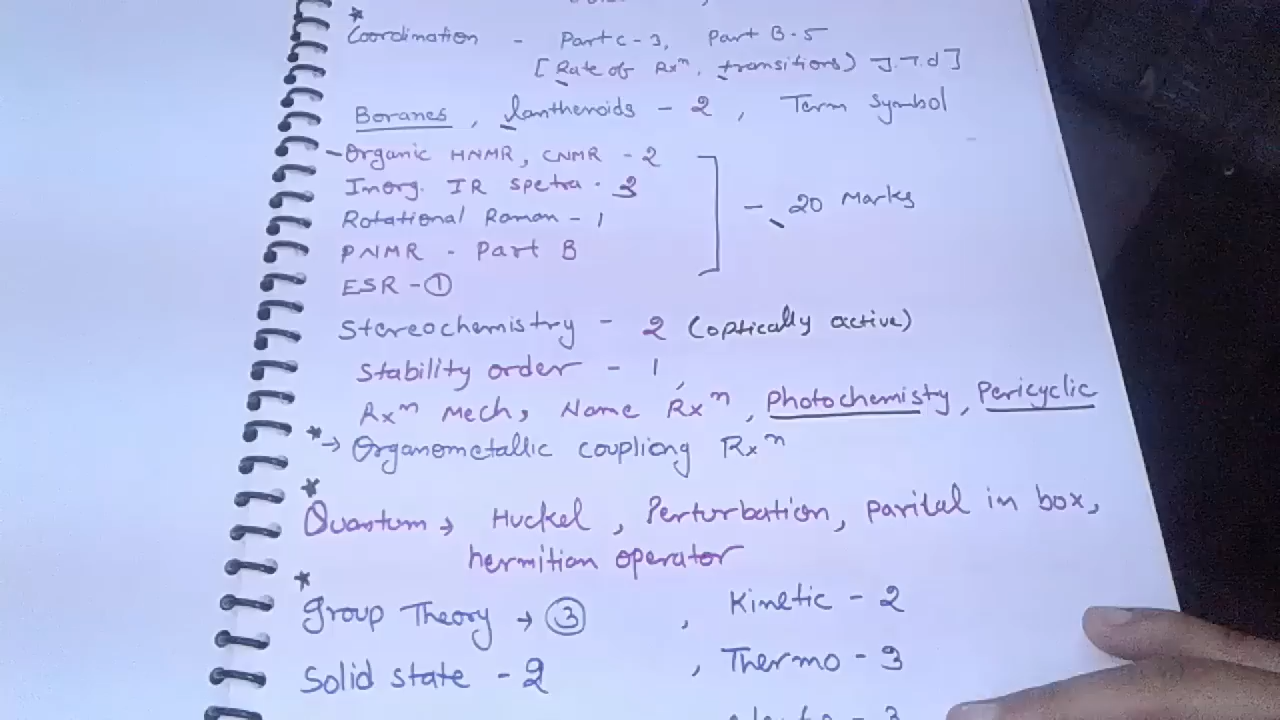 * Coordination - Part C - 3, Part B - 5
[Rate of Rxn, transitions) J.T.d]
Boranes, lanthenoids - 2, Term Symbol
- Organic HNMR, CNMR - 2
Inorg. IR spetra - 3
Rotational Raman - 1
- 20 Marks
PNMR - Part B
ESR - ①
Stereochemistry - 2 (optically active)
Stability order - 1,
Rxn Mech, Name Rxn, Photochemisty, Pericyclic
* → Organometallic coupling Rxn
* Quantum → Huckel, Perturbation, parital in box,
hermition operator
* Group Theory → ③, Kinetic - 2
Solid state - 2, Thermo - 3